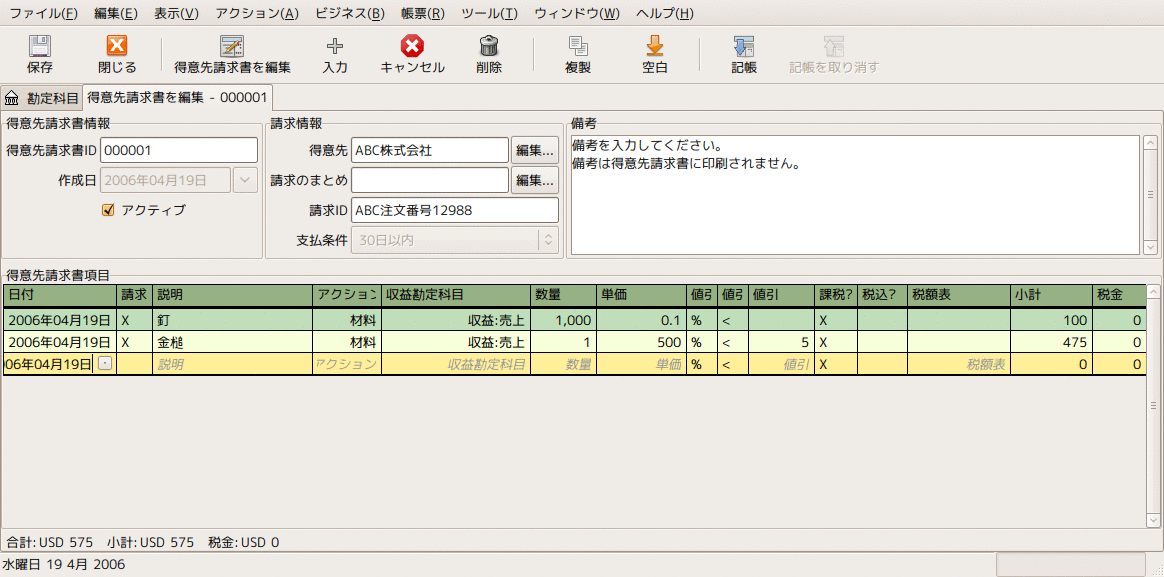 ファイル(F) 編集(E) 表示(V) アクション(A) ビジネス(B) 帳票(R) ツール(T) ウィンドウ(W) ヘルプ(H)
保存 閉じる 得意先請求書を編集 入力 キャンセル 削除 複製 空白 記帳 記帳を取り消す
勘定科目 得意先請求書を編集 - 000001
得意先請求書情報 請求情報 備考
得意先請求書ID 000001 得意先 ABC株式会社 編集... 備考を入力してください。
備考は得意先請求書に印刷されません。
作成日 2006年04月19日 請求のまとめ 編集...
アクティブ 請求ID ABC注文番号12988
支払条件 30日以内
得意先請求書項目
日付 請求 説明 アクション 収益勘定科目 数量 単価 値引 値引 値引 課税? 税込? 税額表 小計 税金
2006年04月19日 X 釘 材料 収益:売上 1,000 0.1 % < X 100 0
2006年04月19日 X 金槌 材料 収益:売上 1 500 % < 5 X 475 0
06年04月19日 説明 アクション 収益勘定科目 数量 単価 % < 値引 X 税額表 0 0
合計: USD 575 小計: USD 575 税金: USD 0
水曜日 19 4月 2006